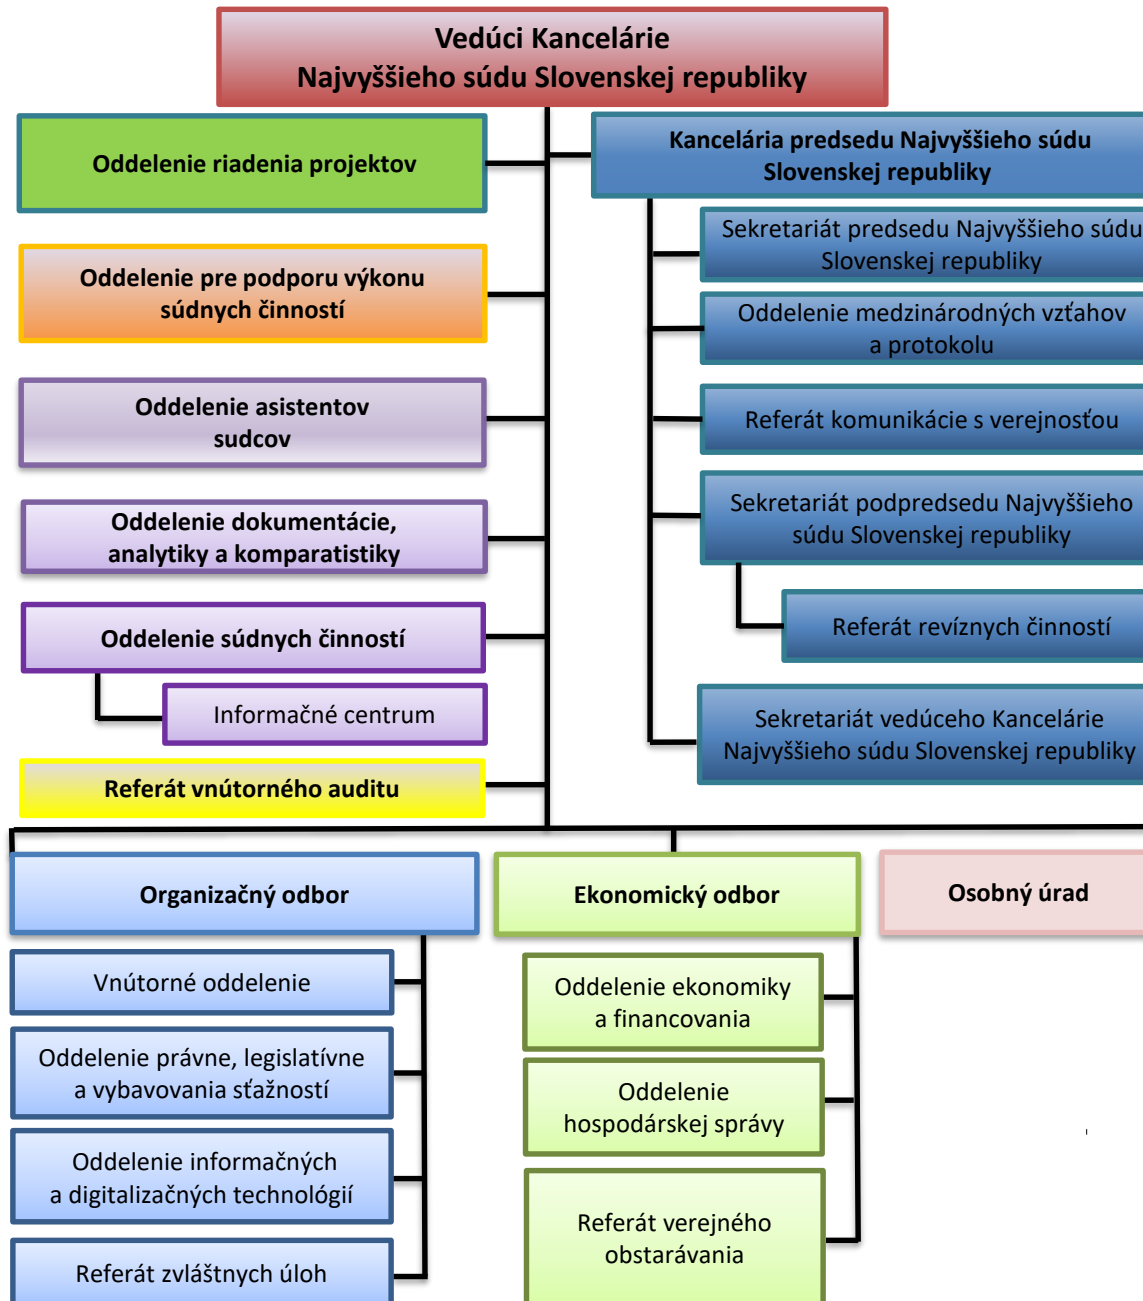 Vedúci Kancelárie
Najvyššieho súdu Slovenskej republiky
Oddelenie riadenia projektov
Kancelária predsedu Najvyššieho súdu
Slovenskej republiky
Sekretariát predsedu Najvyššieho súdu
Slovenskej republiky
Oddelenie pre podporu výkonu
súdnych činností
Oddelenie medzinárodných vzťahov
a protokolu
Oddelenie asistentov
sudcov
Referát komunikácie s verejnosťou
Oddelenie dokumentácie,
analytiky a komparatistiky
Sekretariát podpredsedu Najvyššieho
súdu Slovenskej republiky
Oddelenie súdnych činností
Referát revíznych činností
Informačné centrum
Sekretariát vedúceho Kancelárie
Najvyššieho súdu Slovenskej republiky
Referát vnútorného auditu
Organizačný odbor
Ekonomický odbor
Osobný úrad
Vnútorné oddelenie
Oddelenie právne, legislatívne
a vybavovania sťažností
Oddelenie informačných
a digitalizačných technológií
Referát zvláštnych úloh
Oddelenie ekonomiky
a financovania
Oddelenie
hospodárskej správy
Referát verejného
obstarávania